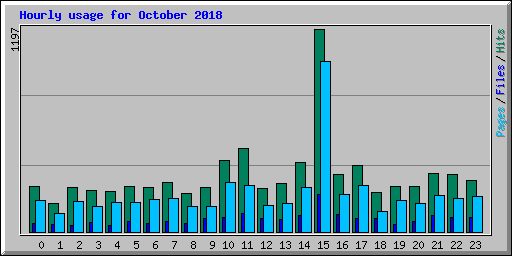 Hourly usage for October 2018
1197
Pages / Files / Hits
0 1 2 3 4 5 6 7 8 9 10 11 12 13 14 15 16 17 18 19 20 21 22 23